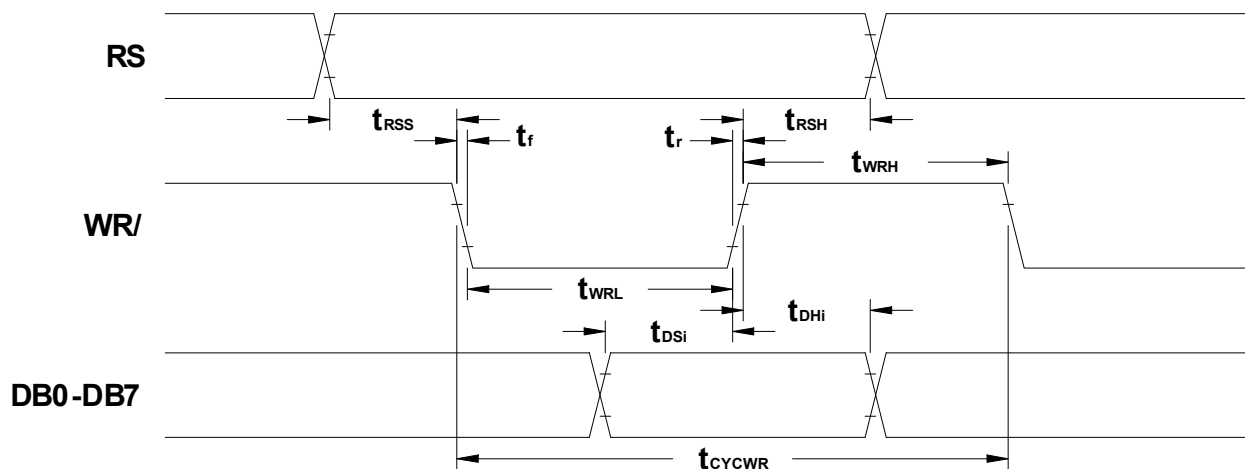 RS
tRSS
tRSH
tf
tr
tWRH
WR/
tWRL
tDHi
tDSi
DB0-DB7
tCYCWR